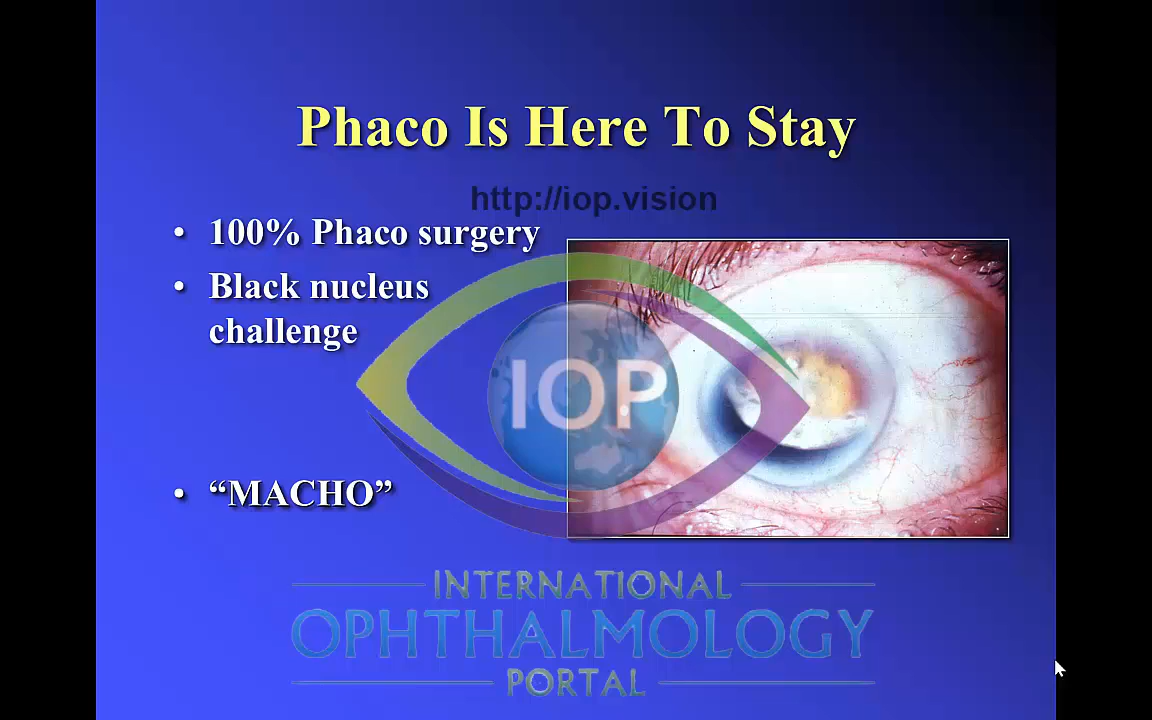 Phaco Is Here To Stay
http://iop.vision
• 100% Phaco surgery
• Black nucleus
challenge
IOP
• “MACHO”
INTERNATIONAL
OPHTHALMOLOGY
PORTAL